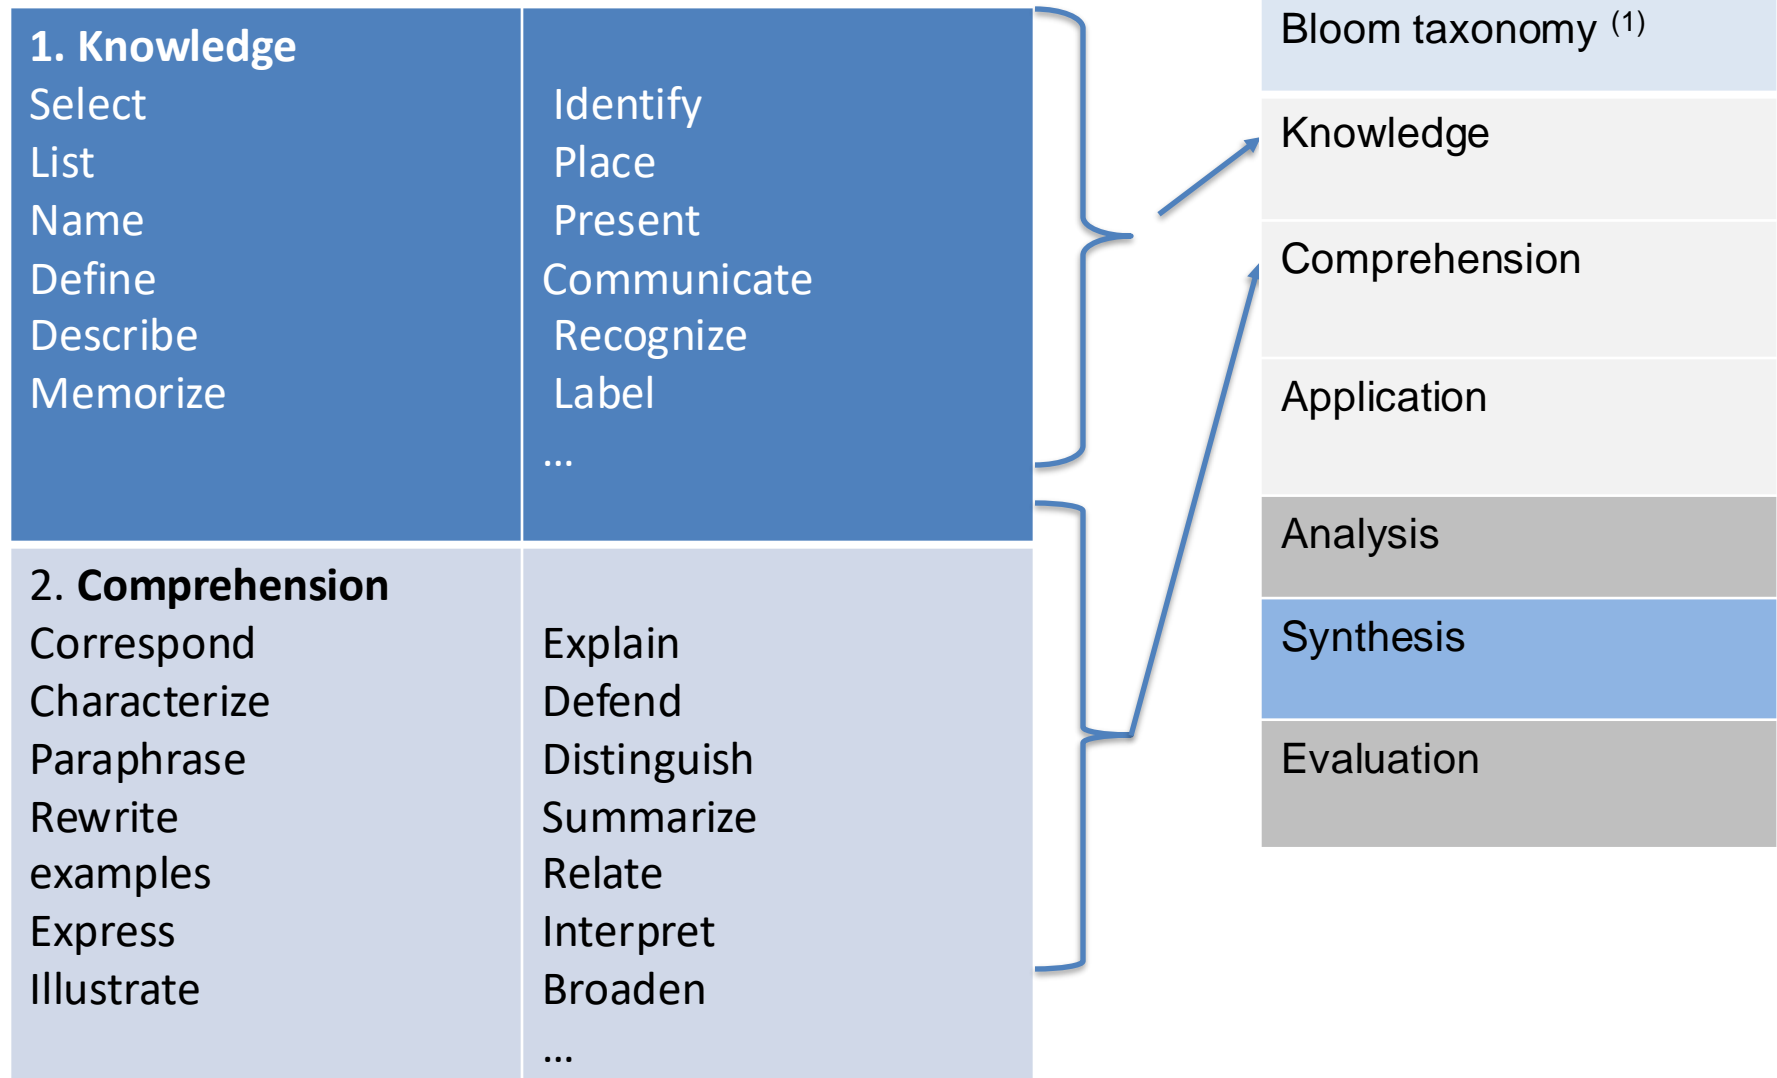 1. Knowledge
Select
List
Name
Define
Describe
Memorize
Identify
Place
Present
Communicate
Recognize
Label
...
2. Comprehension
Correspond
Characterize
Paraphrase
Rewrite
examples
Express
Illustrate
Explain
Defend
Distinguish
Summarize
Relate
Interpret
Broaden
...
Bloom taxonomy (1)
Knowledge
Comprehension
Application
Analysis
Synthesis
Evaluation